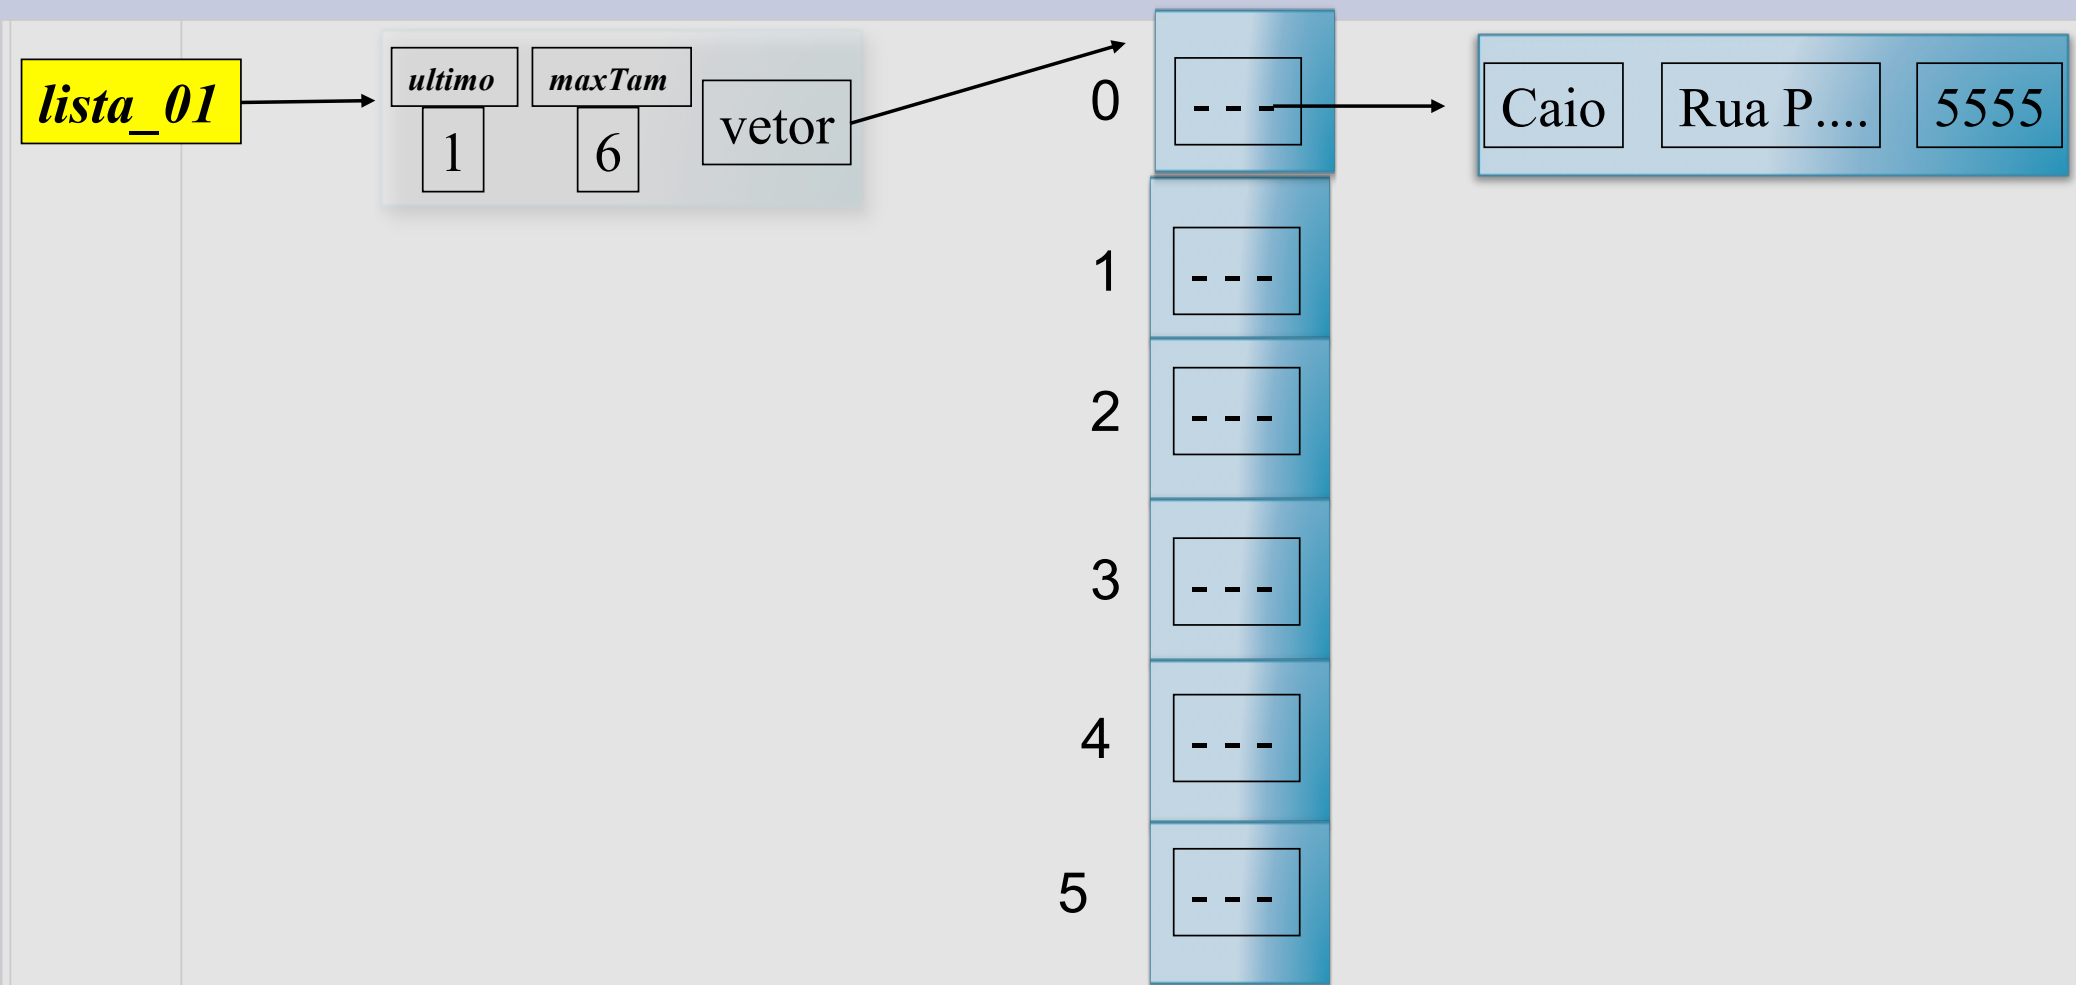 lista_01
ultimo
maxTam
1
6
vetor
0
- - -
Caio
Rua P....
5555
1
- - -
2
- - -
3
- - -
4
- - -
5
- - -